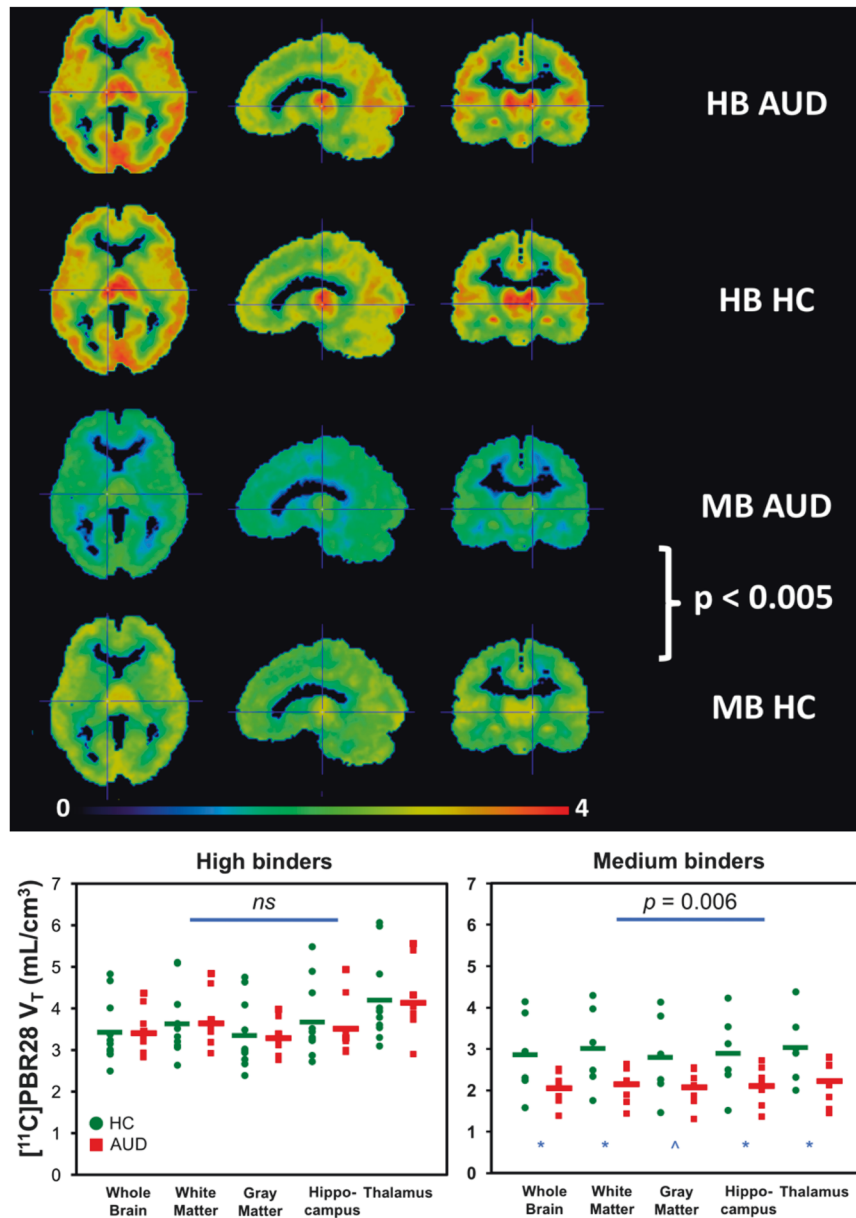 HB AUD
HB HC
MB AUD
p < 0.005
MB HC
0 4
High binders
Medium binders
[¹¹C]PBR28 V_T (mL/cm³)
7
6
5
4
3
2
1
0
ns
HC
AUD
Whole Brain
White Matter
Gray Matter
Hippo-campus
Thalamus
7
6
5
4
3
2
1
0
p = 0.006
* * ^ * *
Whole Brain
White Matter
Gray Matter
Hippo-campus
Thalamus